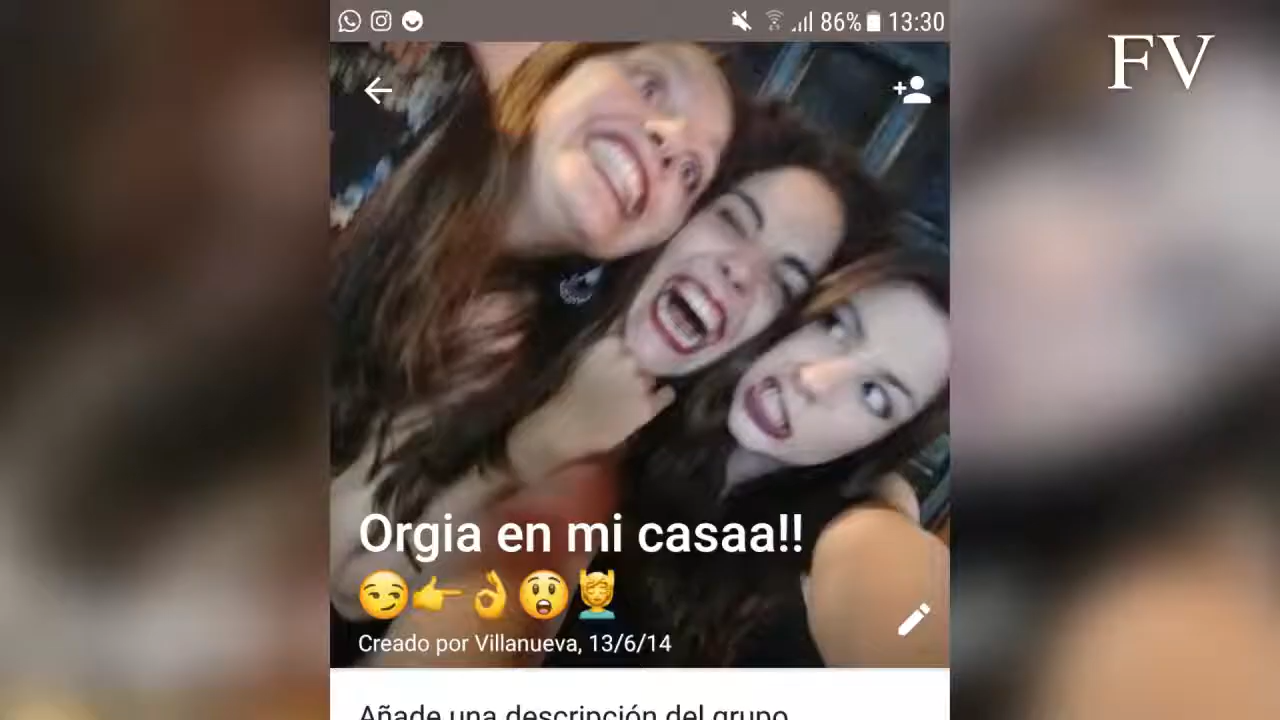 86% 13:30
FV
Orgia en mi casaa!!
😏👉👌😲💆
Creado por Villanueva, 13/6/14
Añade una descripción del grupo